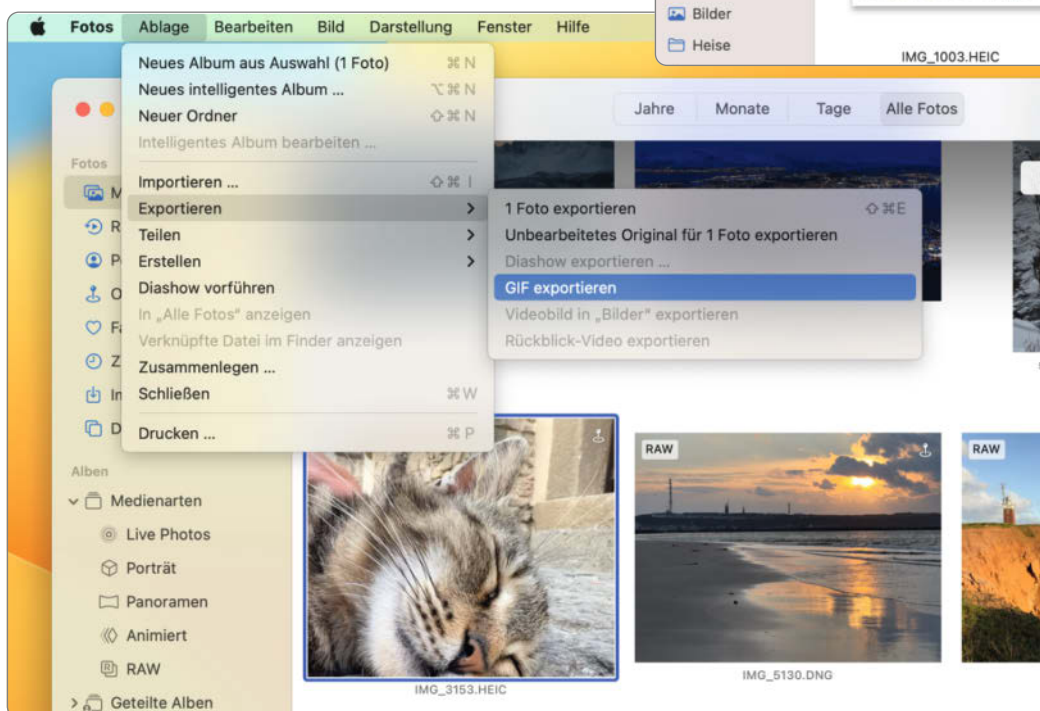 Bilder
Heise
IMG_1003.HEIC
Fotos Ablage Bearbeiten Bild Darstellung Fenster Hilfe
Neues Album aus Auswahl (1 Foto) ⌘ N
Neues intelligentes Album ... ⌥ ⌘ N
Neuer Ordner ⇧ ⌘ N
Intelligentes Album bearbeiten ...
Importieren ... ⇧ ⌘ I
Exportieren >
Teilen >
Erstellen >
Diashow vorführen
In „Alle Fotos“ anzeigen
Verknüpfte Datei im Finder anzeigen
Zusammenlegen ...
Schließen ⌘ W
Drucken ... ⌘ P
1 Foto exportieren ⇧ ⌘ E
Unbearbeitetes Original für 1 Foto exportieren
Diashow exportieren ...
GIF exportieren
Videobild in „Bilder“ exportieren
Rückblick-Video exportieren
Jahre Monate Tage Alle Fotos
Fotos
Alben
Medienarten
Live Photos
Porträt
Panoramen
Animiert
RAW
Geteilte Alben
IMG_3153.HEIC
RAW
IMG_5130.DNG
RAW